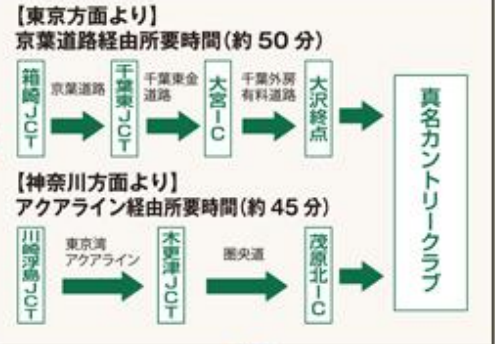 【東京方面より】
京葉道路経由所要時間(約50分)
箱崎JCT
京葉道路
千葉東JCT
千葉東金
道路
大宮IC
千葉外房
有料道路
大沢終点
真名カントリークラブ
【神奈川方面より】
アクアライン経由所要時間(約45分)
川崎浮島JCT
東京湾
アクアライン
木更津JCT
圏央道
茂原北IC